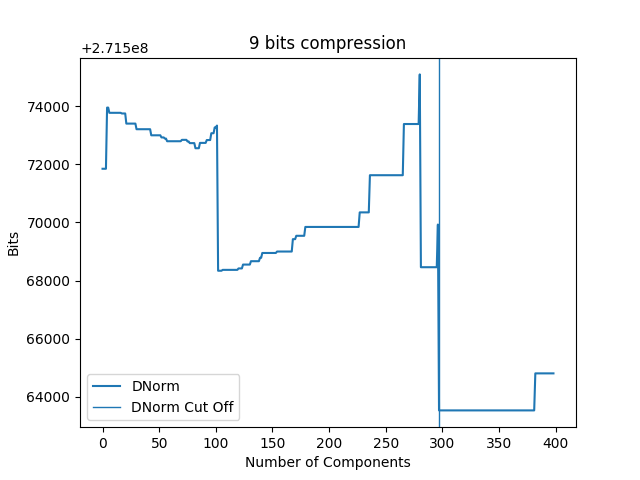 9 bits compression
+2.715e8
74000
72000
70000
68000
66000
64000
Bits
DNorm
DNorm Cut Off
0 50 100 150 200 250 300 350 400
Number of Components